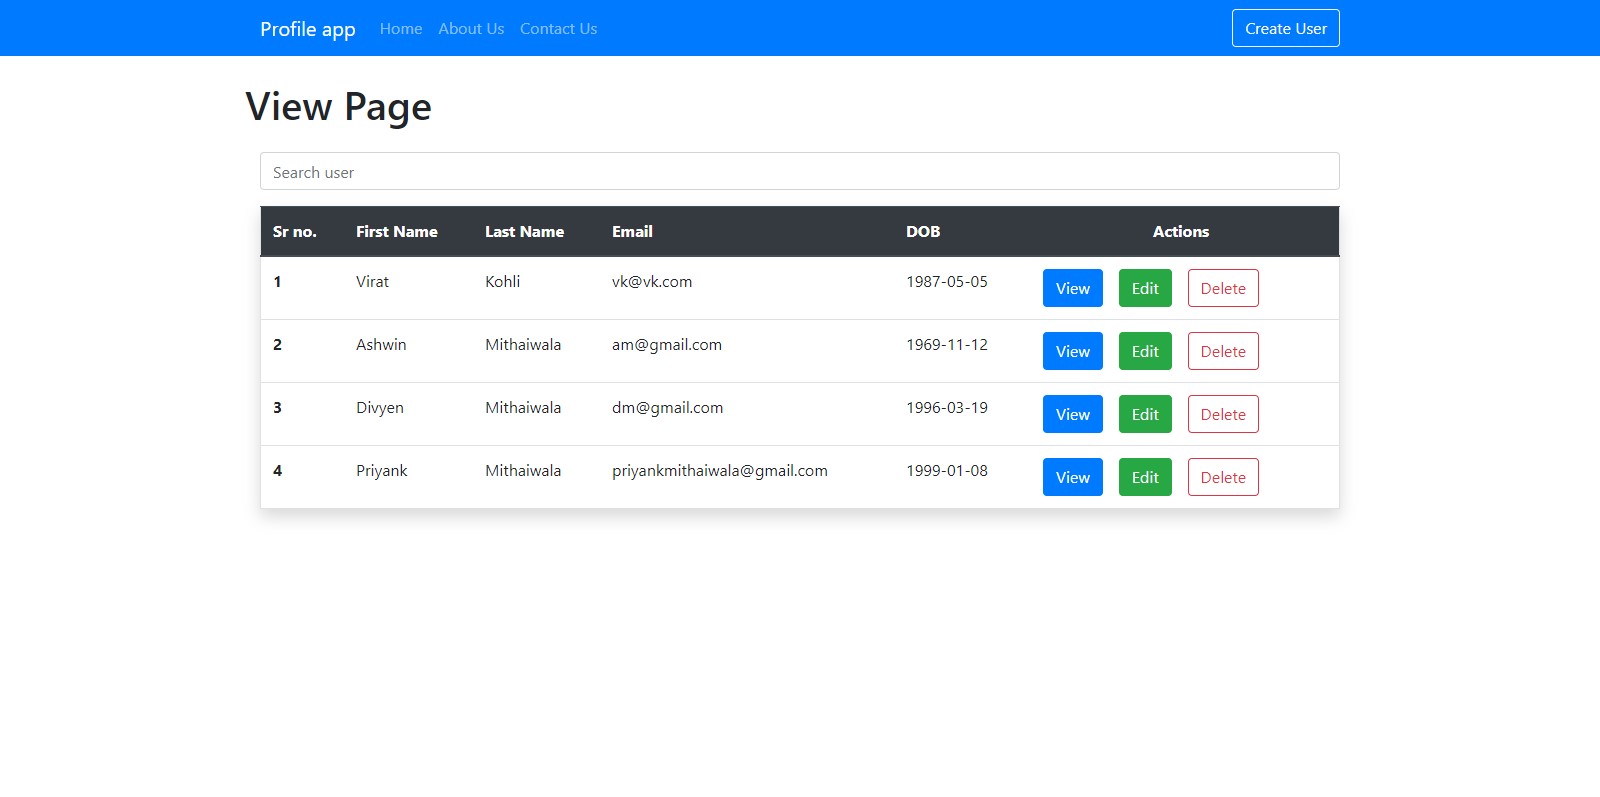 Profile app Home About Us Contact Us Create User
View Page
Search user
Sr no. First Name Last Name Email DOB Actions
1 Virat Kohli vk@vk.com 1987-05-05 View Edit Delete
2 Ashwin Mithaiwala am@gmail.com 1969-11-12 View Edit Delete
3 Divyen Mithaiwala dm@gmail.com 1996-03-19 View Edit Delete
4 Priyank Mithaiwala priyankmithaiwala@gmail.com 1999-01-08 View Edit Delete